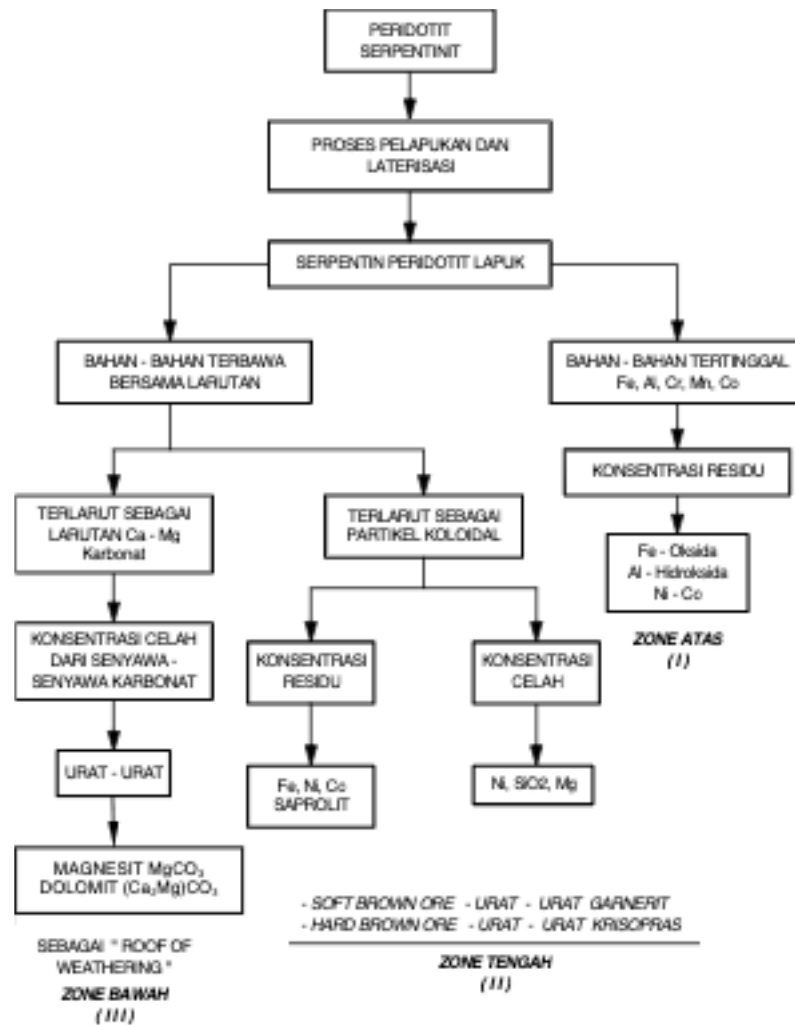 PERIDOTIT
SERPENTINIT
PROSES PELAPUKAN DAN
LATERISASI
SERPENTIN PERIDOTIT LAPUK
BAHAN - BAHAN TERBAWA
BERSAMA LARUTAN
BAHAN - BAHAN TERTINGGAL
Fe, Al, Cr, Mn, Co
KONSENTRASI RESIDU
Fe - Oksida
Al - Hidroksida
Ni - Co
ZONE ATAS
( I )
TERLARUT SEBAGAI
LARUTAN Ca - Mg
Karbonat
TERLARUT SEBAGAI
PARTIKEL KOLOIDAL
KONSENTRASI CELAH
DARI SENYAWA -
SENYAWA KARBONAT
KONSENTRASI
RESIDU
KONSENTRASI
CELAH
URAT - URAT
Fe, Ni, Co
SAPROLIT
Ni, SiO2, Mg
MAGNESIT MgCO₃
DOLOMIT (Ca,Mg)CO₃
- SOFT BROWN ORE - URAT - URAT GARNERIT
- HARD BROWN ORE - URAT - URAT KRISOPRAS
SEBAGAI " ROOF OF
WEATHERING "
ZONE BAWAH
( III )
ZONE TENGAH
( II )